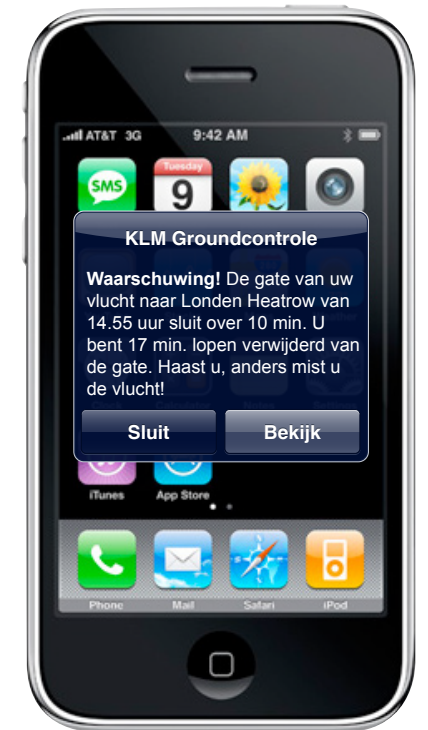 AT&T 3G 9:42 AM
SMS
Tuesday
9
KLM Groundcontrole
Waarschuwing! De gate van uw
vlucht naar Londen Heatrow van
14.55 uur sluit over 10 min. U
bent 17 min. lopen verwijderd van
de gate. Haast u, anders mist u
de vlucht!
Sluit Bekijk
iTunes App Store
Phone Mail Safari iPod